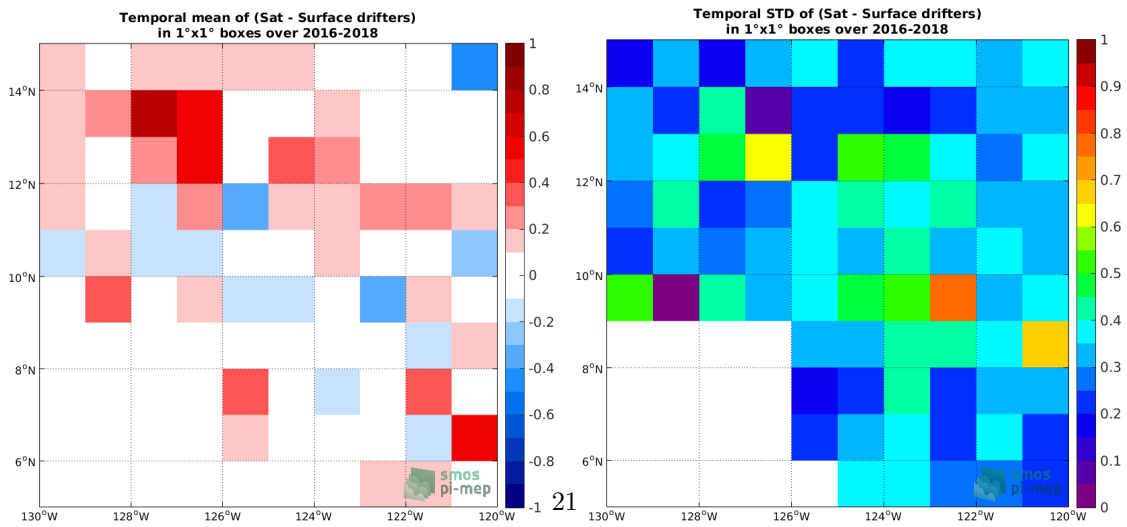 Temporal mean of (Sat - Surface drifters)
in 1°x1° boxes over 2016-2018
14°N
12°N
10°N
8°N
6°N
130°W
128°W
126°W
124°W
122°W
120°W
1
0.8
0.6
0.4
0.2
0
-0.2
-0.4
-0.6
-0.8
-1
smos
pi-mep
21
Temporal STD of (Sat - Surface drifters)
in 1°x1° boxes over 2016-2018
14°N
12°N
10°N
8°N
6°N
130°W
128°W
126°W
124°W
122°W
120°W
1
0.9
0.8
0.7
0.6
0.5
0.4
0.3
0.2
0.1
0
smos
pi-mep